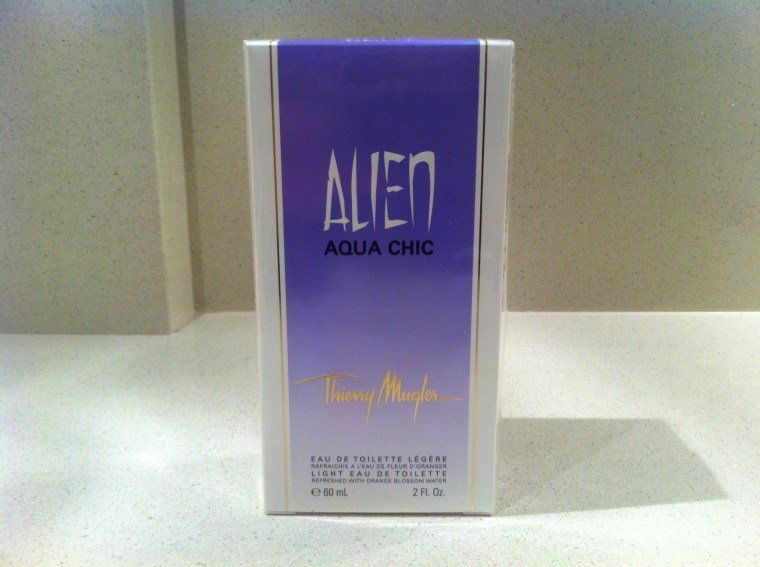 ALIEN
AQUA CHIC
Thierry Mugler
EAU DE TOILETTE LÉGÈRE
RAFRAICHIE A L'EAU DE FLEUR D'ORANGER
LIGHT EAU DE TOILETTE
REFRESHED WITH ORANGE BLOSSOM WATER
℮ 60 mL 2 Fl. Oz.